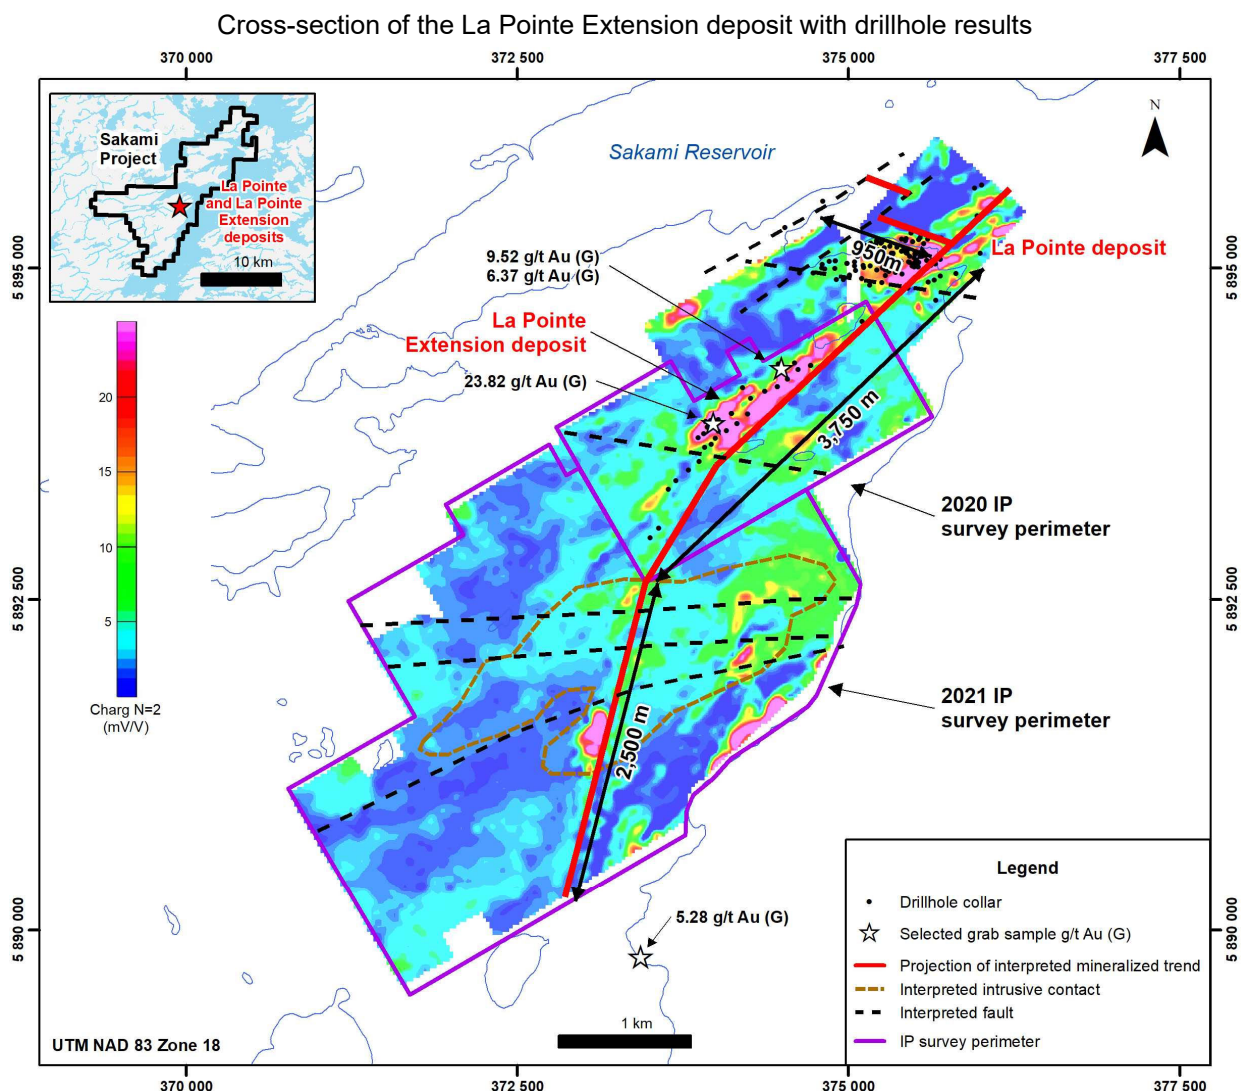 Cross-section of the La Pointe Extension deposit with drillhole results
370 000
372 500
375 000
377 500
N
Sakami
Project
La Pointe
and La Pointe
Extension
deposits
10 km
Sakami Reservoir
La Pointe deposit
950m
9.52 g/t Au (G)
6.37 g/t Au (G)
La Pointe
Extension deposit
23.82 g/t Au (G)
3,750 m
2020 IP
survey perimeter
2021 IP
survey perimeter
2,500 m
5.28 g/t Au (G)
20
15
10
5
Charg N=2
(mV/V)
5 895 000
5 892 500
5 890 000
5 895 000
5 892 500
5 890 000
Legend
Drillhole collar
Selected grab sample g/t Au (G)
Projection of interpreted mineralized trend
Interpreted intrusive contact
Interpreted fault
IP survey perimeter
1 km
UTM NAD 83 Zone 18
370 000
372 500
375 000
377 500